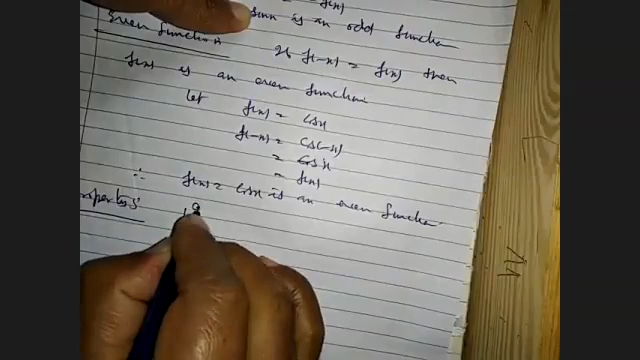 f(x)
sinx is an odd function
Even function
If f(-x) = f(x) then
f(x) is an even function
let f(x) = cosx
f(-x) = cos(-x)
= cosx
= f(x)
∴ f(x) = cosx is an even function
roperties